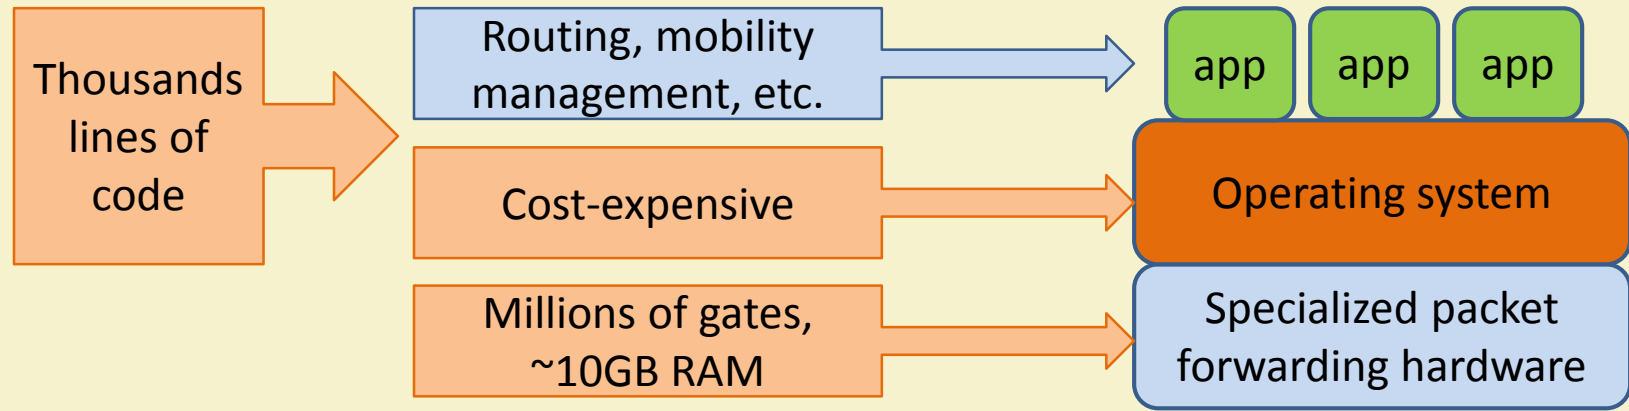 Thousands
lines of
code
Routing, mobility
management, etc.
Cost-expensive
Millions of gates,
~10GB RAM
app
app
app
Operating system
Specialized packet
forwarding hardware